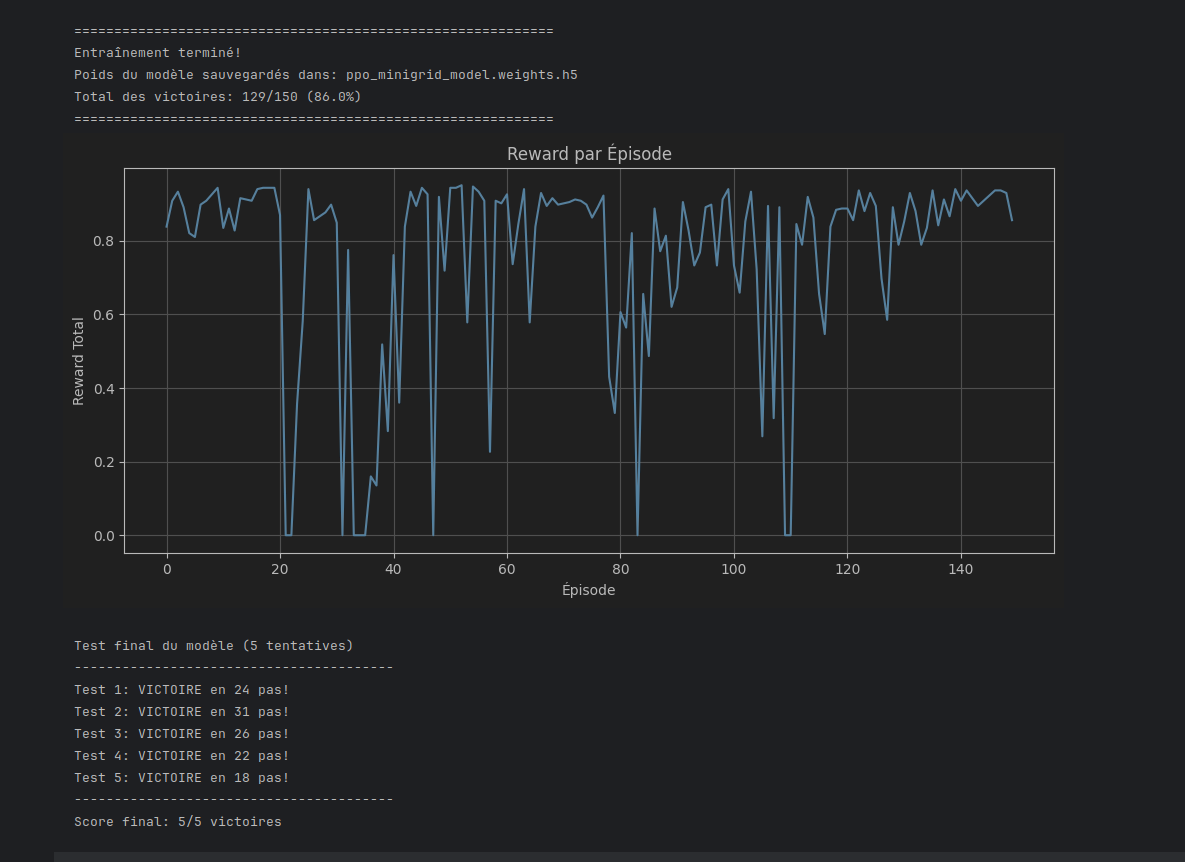 ============================================================
Entraînement terminé!
Poids du modèle sauvegardés dans: ppo_minigrid_model.weights.h5
Total des victoires: 129/150 (86.0%)
============================================================
Reward par Épisode
Reward Total
0.8
0.6
0.4
0.2
0.0
0 20 40 60 80 100 120 140
Épisode
Test final du modèle (5 tentatives)
----------------------------------------
Test 1: VICTOIRE en 24 pas!
Test 2: VICTOIRE en 31 pas!
Test 3: VICTOIRE en 26 pas!
Test 4: VICTOIRE en 22 pas!
Test 5: VICTOIRE en 18 pas!
----------------------------------------
Score final: 5/5 victoires